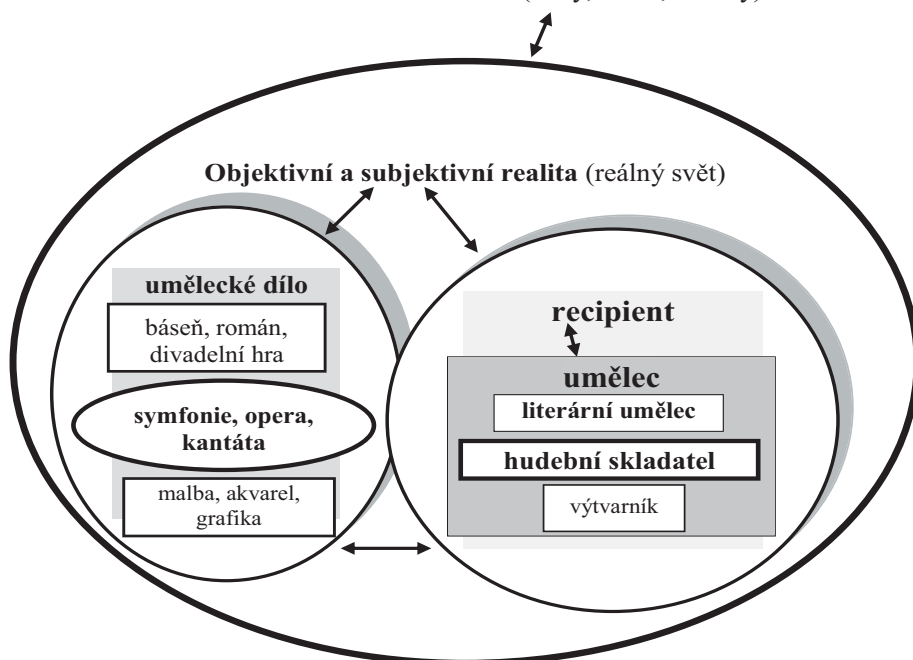 Objektivní a subjektivní realita (reálný svět)
umělecké dílo
báseň, román,
divadelní hra
symfonie, opera,
kantáta
malba, akvarel,
grafika
recipient
umělec
literární umělec
hudební skladatel
výtvarník